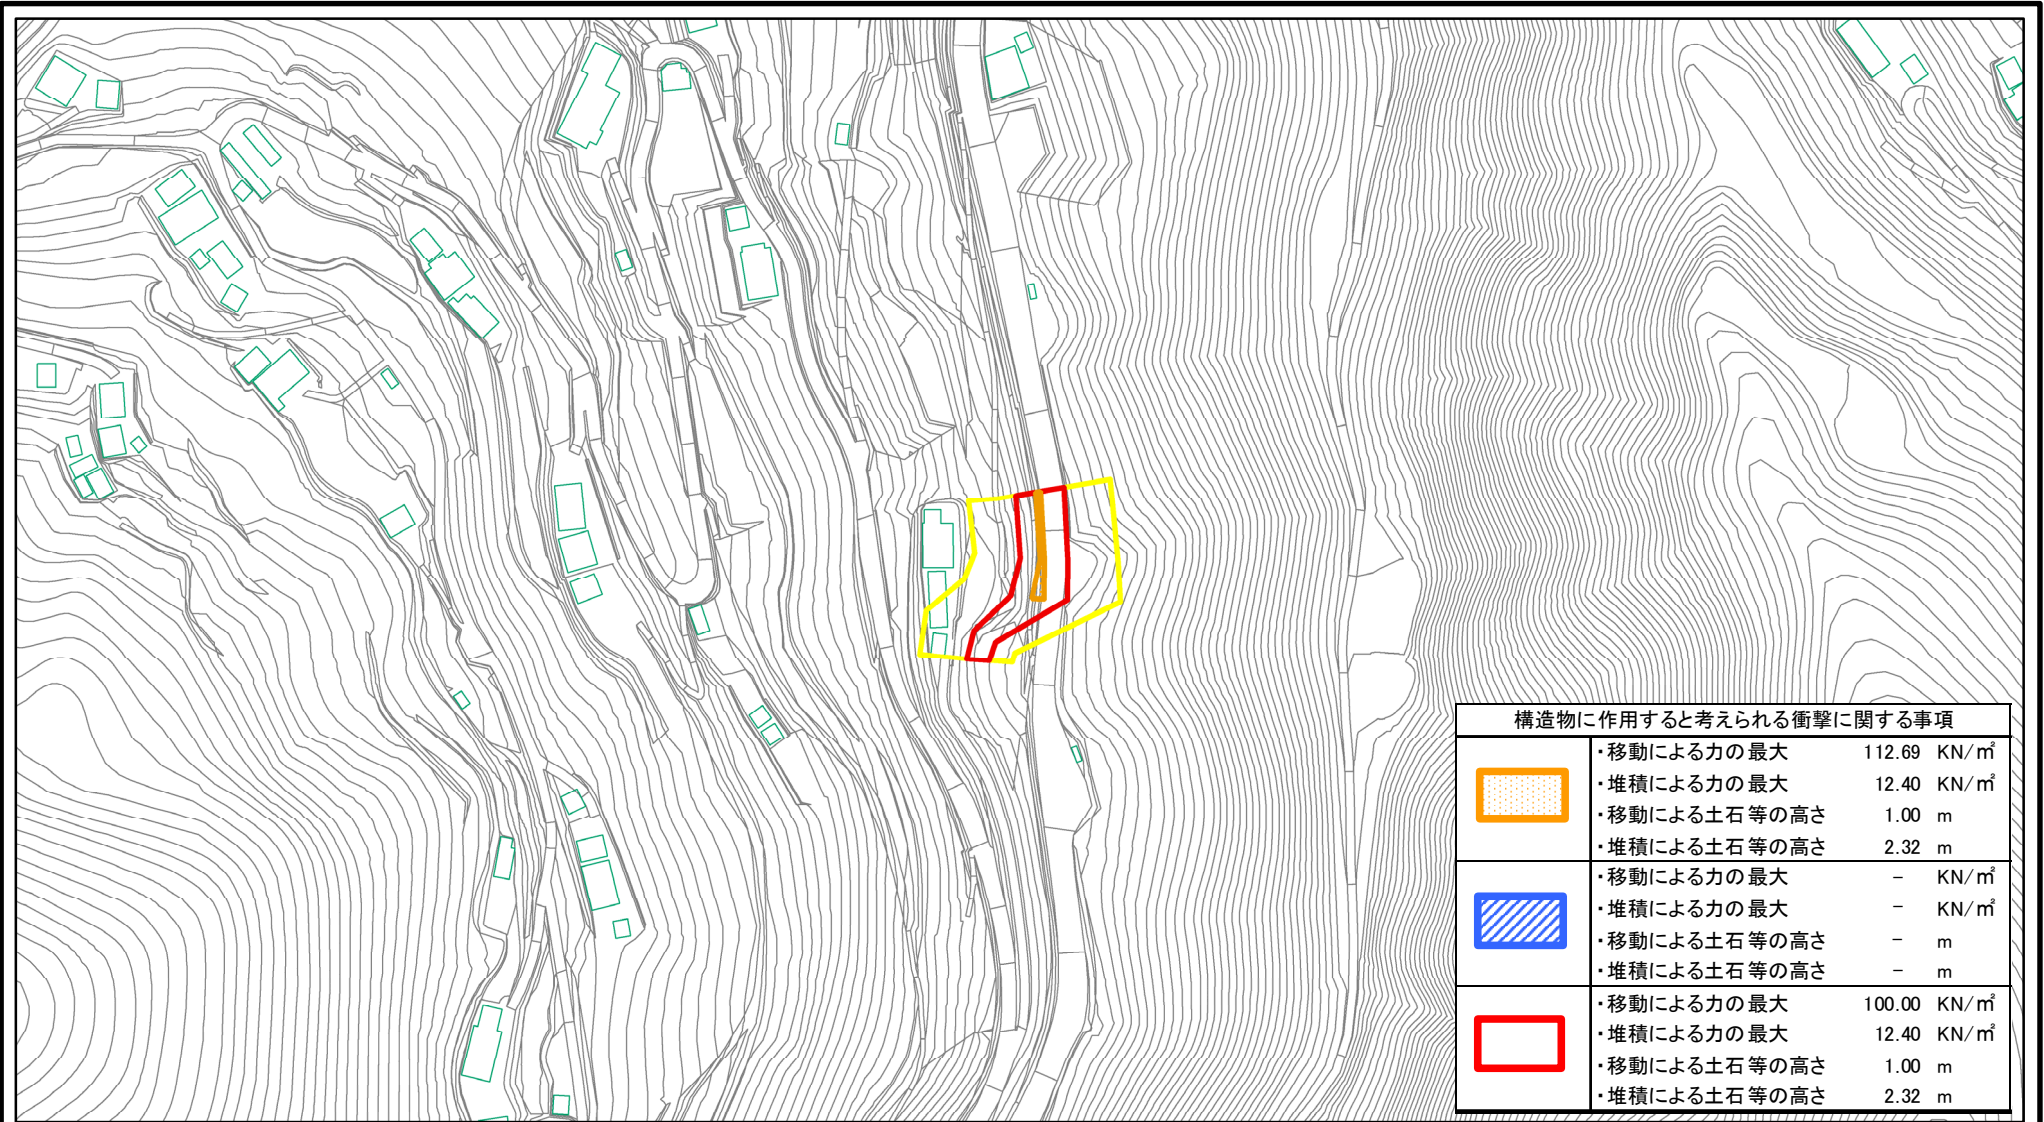 構造物に作用すると考えられる衝撃に関する事項
・移動による力の最大 112.69 KN/㎡
・堆積による力の最大 12.40 KN/㎡
・移動による土石等の高さ 1.00 m
・堆積による土石等の高さ 2.32 m
・移動による力の最大 － KN/㎡
・堆積による力の最大 － KN/㎡
・移動による土石等の高さ － m
・堆積による土石等の高さ － m
・移動による力の最大 100.00 KN/㎡
・堆積による力の最大 12.40 KN/㎡
・移動による土石等の高さ 1.00 m
・堆積による土石等の高さ 2.32 m